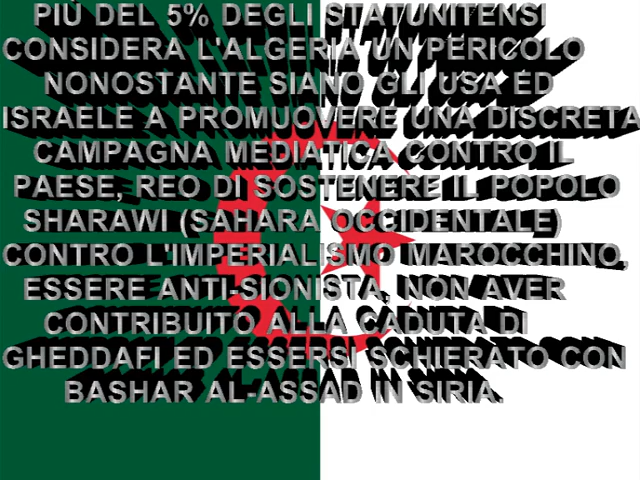 PIÙ DEL 5% DEGLI STATUNITENSI
CONSIDERA L'ALGERIA UN PERICOLO
NONOSTANTE SIANO GLI USA ED
ISRAELE A PROMUOVERE UNA DISCRETA
CAMPAGNA MEDIATICA CONTRO IL
PAESE, REO DI SOSTENERE IL POPOLO
SHARAWI (SAHARA OCCIDENTALE)
CONTRO L'IMPERIALISMO MAROCCHINO,
ESSERE ANTI-SIONISTA, NON AVER
CONTRIBUITO ALLA CADUTA DI
GHEDDAFI ED ESSERSI SCHIERATO CON
BASHAR AL-ASSAD IN SIRIA.